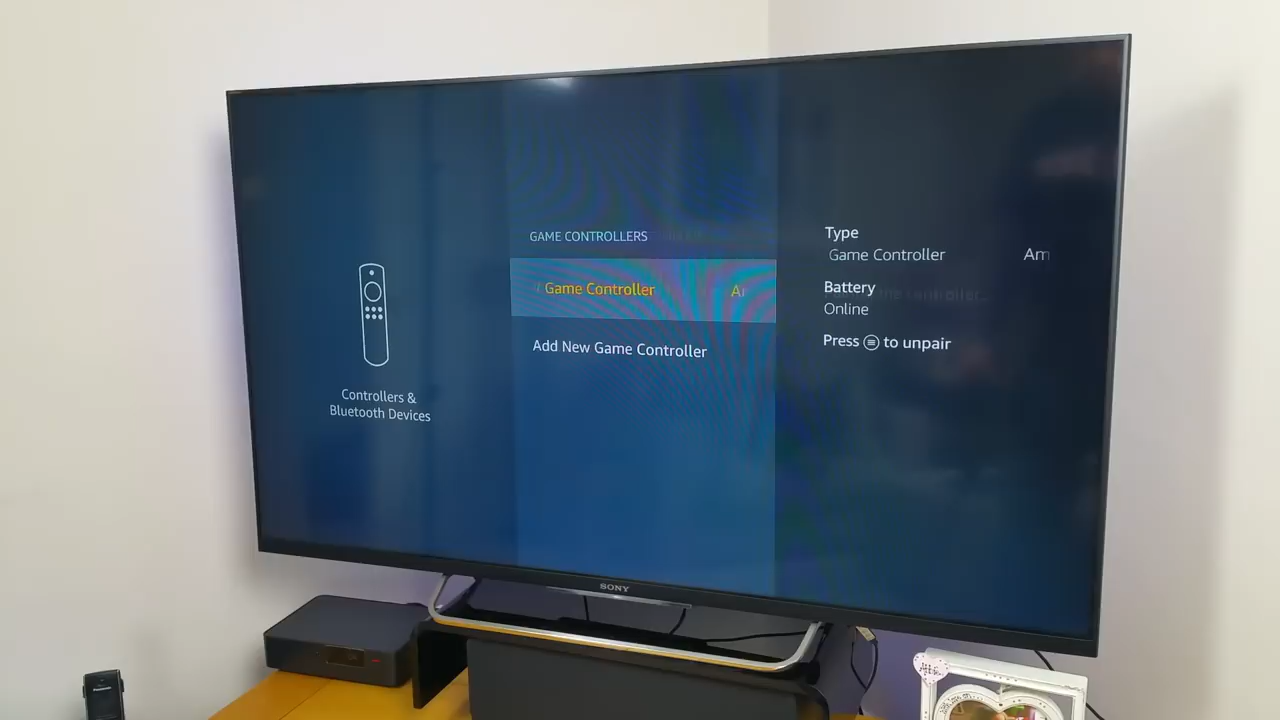 GAME CONTROLLERS
Game Controller
Add New Game Controller
Controllers &
Bluetooth Devices
Type
Game Controller
Battery
Online
Press to unpair
SONY
Panasonic